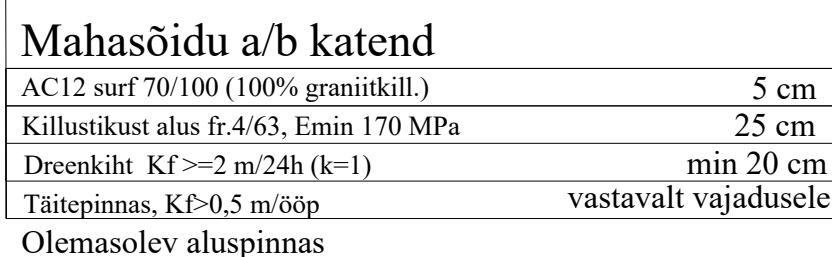 Mahasõidu a/b katend
AC12 surf 70/100 (100% graniitkill.) 5 cm
Killustikust alus fr.4/63, Emin 170 MPa 25 cm
Dreenkiht Kf >=2 m/24h (k=1) min 20 cm
Täitepinnas, Kf>0,5 m/ööp vastavalt vajadusele
Olemasolev aluspinnas